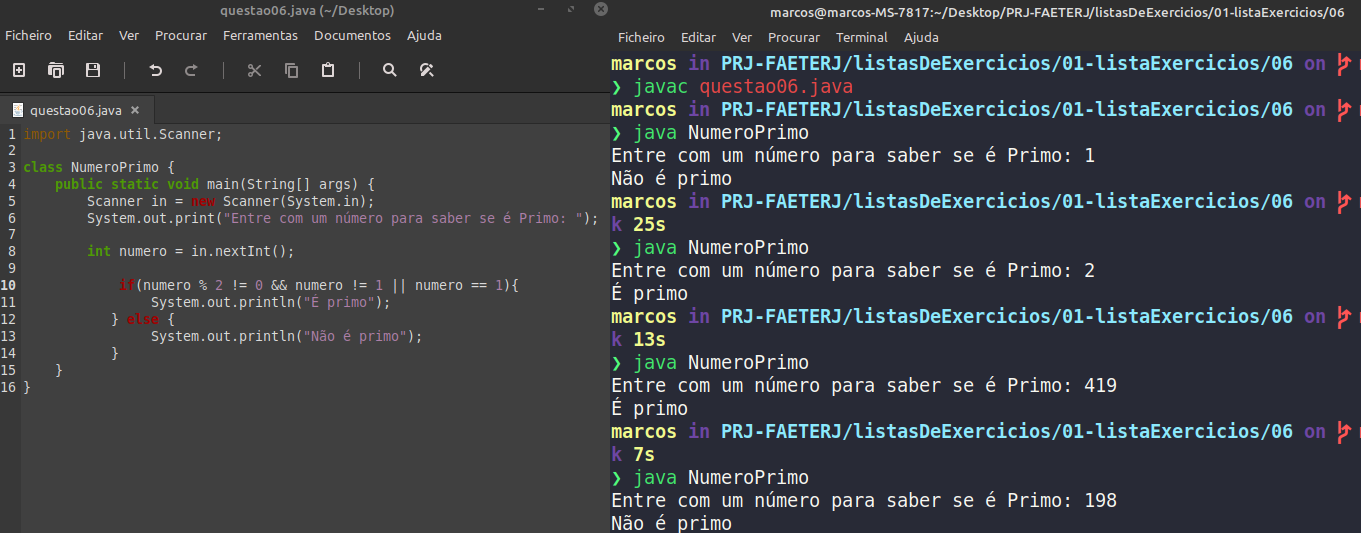 questao06.java (~/Desktop)
Ficheiro Editar Ver Procurar Ferramentas Documentos Ajuda
questao06.java
1 import java.util.Scanner;
2
3 class NumeroPrimo {
4     public static void main(String[] args) {
5         Scanner in = new Scanner(System.in);
6         System.out.print("Entre com um número para saber se é Primo: ");
7
8         int numero = in.nextInt();
9
10             if(numero % 2 != 0 && numero != 1 || numero == 1){
11                 System.out.println("É primo");
12            } else {
13                 System.out.println("Não é primo");
14            }
15     }
16 }
marcos@marcos-MS-7817:~/Desktop/PRJ-FAETERJ/listasDeExercicios/01-listaExercicios/06
Ficheiro Editar Ver Procurar Terminal Ajuda
marcos in PRJ-FAETERJ/listasDeExercicios/01-listaExercicios/06 on
❯ javac questao06.java
marcos in PRJ-FAETERJ/listasDeExercicios/01-listaExercicios/06 on
❯ java NumeroPrimo
Entre com um número para saber se é Primo: 1
Não é primo
marcos in PRJ-FAETERJ/listasDeExercicios/01-listaExercicios/06 on
k 25s
❯ java NumeroPrimo
Entre com um número para saber se é Primo: 2
É primo
marcos in PRJ-FAETERJ/listasDeExercicios/01-listaExercicios/06 on
k 13s
❯ java NumeroPrimo
Entre com um número para saber se é Primo: 419
É primo
marcos in PRJ-FAETERJ/listasDeExercicios/01-listaExercicios/06 on
k 7s
❯ java NumeroPrimo
Entre com um número para saber se é Primo: 198
Não é primo